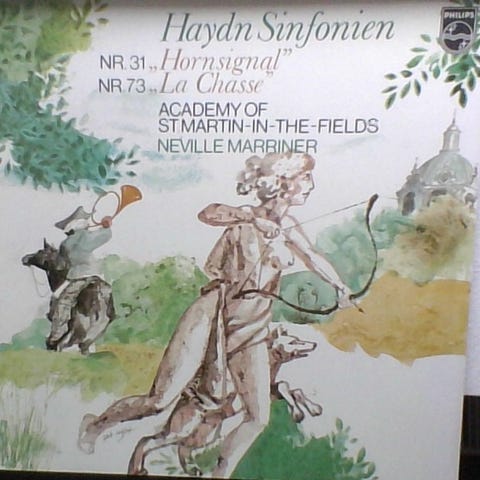 Haydn Sinfonien
PHILIPS
NR. 31 „Hornsignal”
NR. 73 „La Chasse”
ACADEMY OF
ST MARTIN-IN-THE-FIELDS
NEVILLE MARRINER